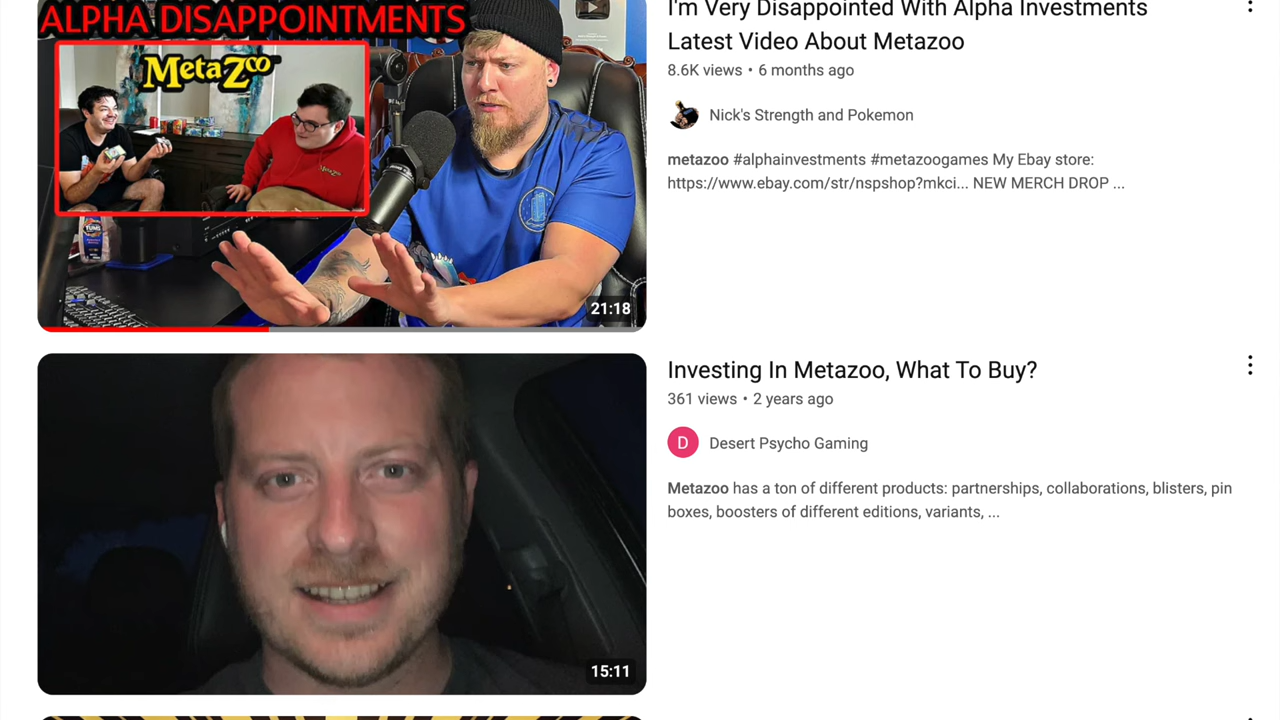 ALPHA DISAPPOINTMENTS
MetaZoo
TUMS
21:18
I'm Very Disappointed With Alpha Investments
Latest Video About Metazoo
8.6K views • 6 months ago
Nick's Strength and Pokemon
metazoo #alphainvestments #metazoogames My Ebay store:
https://www.ebay.com/str/nspshop?mkci... NEW MERCH DROP ...
15:11
Investing In Metazoo, What To Buy?
361 views • 2 years ago
D
Desert Psycho Gaming
Metazoo has a ton of different products: partnerships, collaborations, blisters, pin
boxes, boosters of different editions, variants, ...